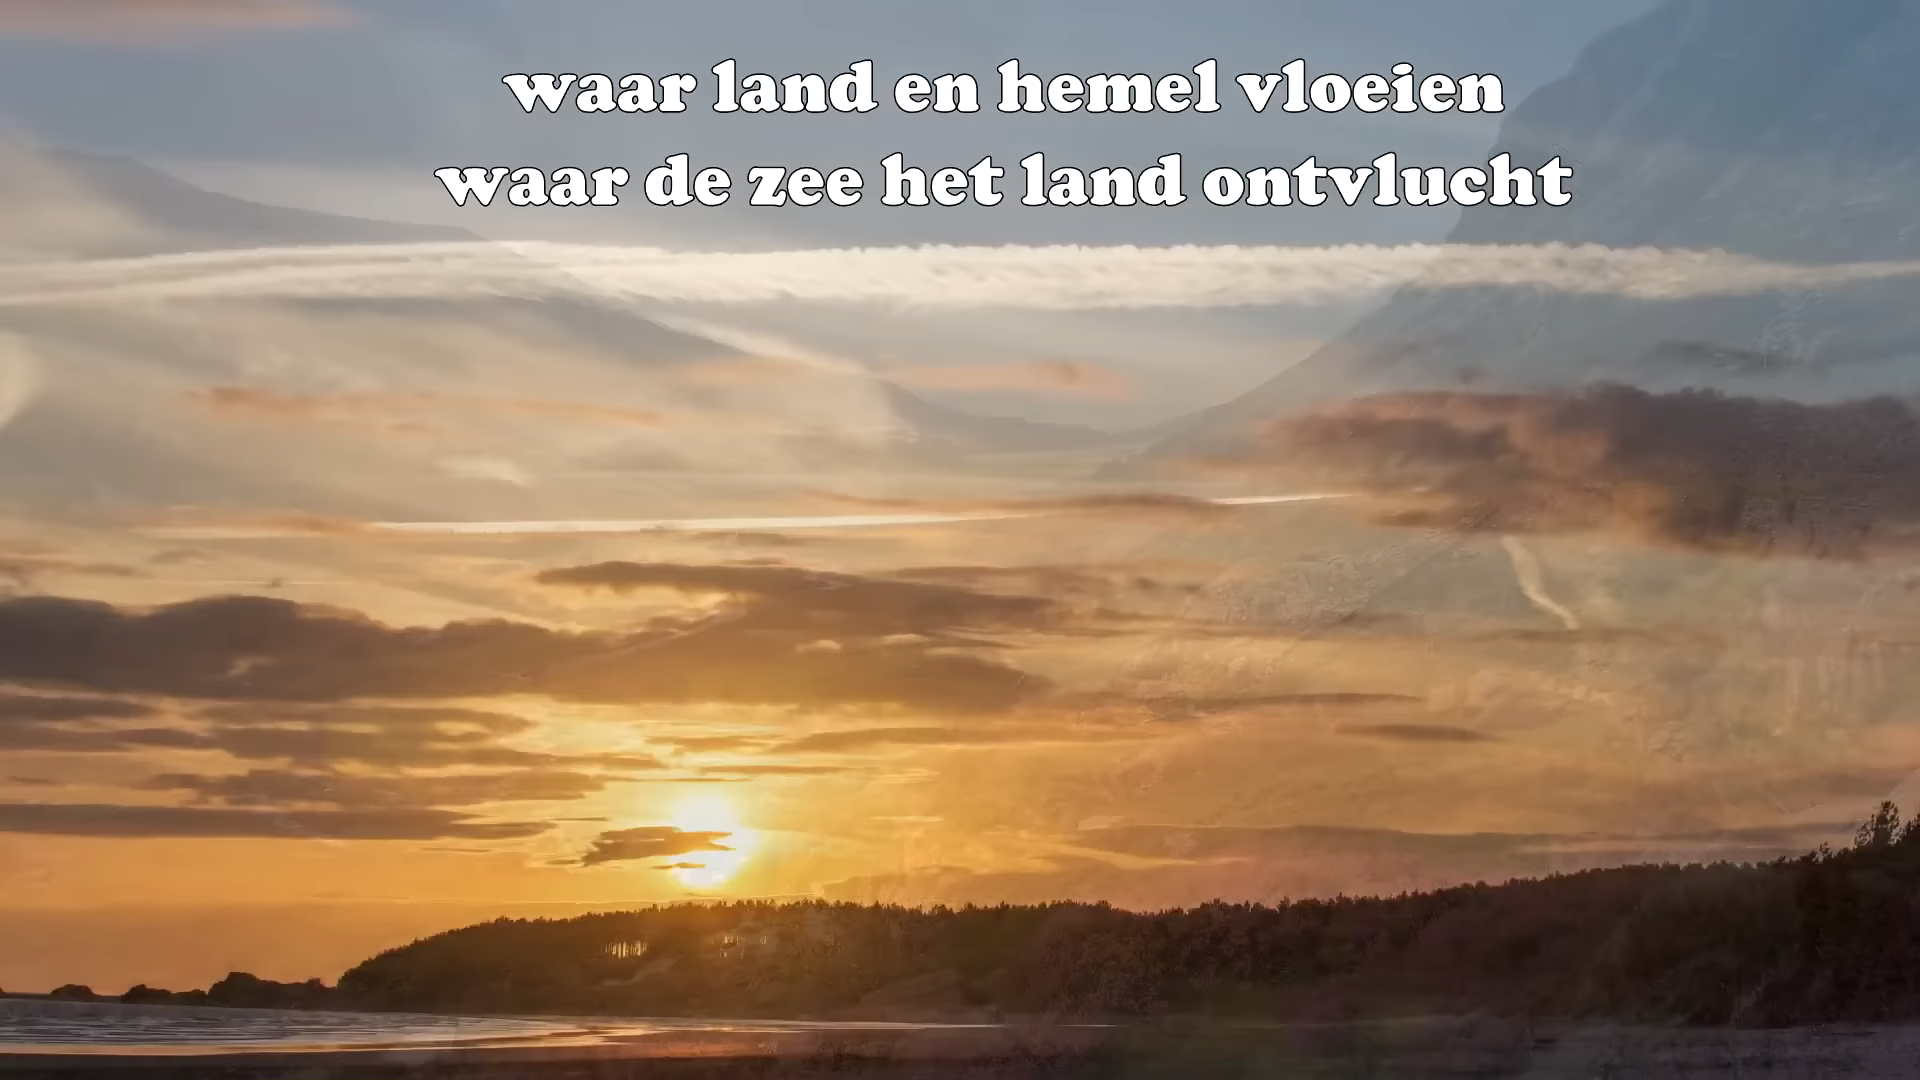 waar land en hemel vloeien
waar de zee het land ontvlucht